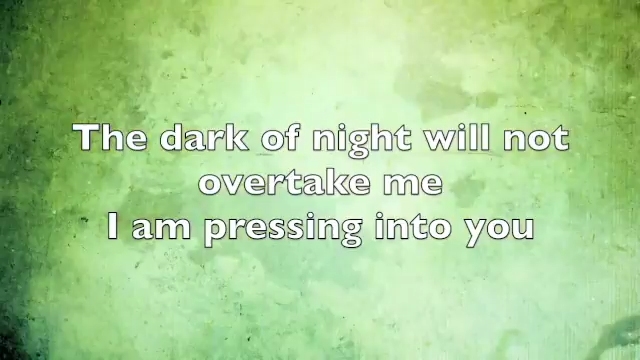 The dark of night will not
overtake me
I am pressing into you